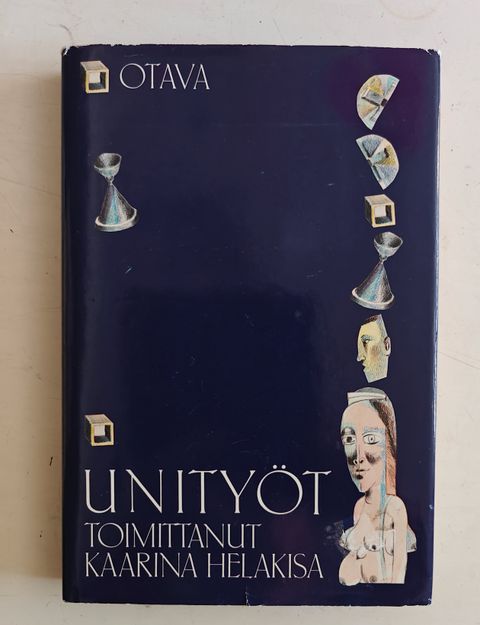 OTAVA
UNITYÖT
TOIMITTANUT
KAARINA HELAKISA